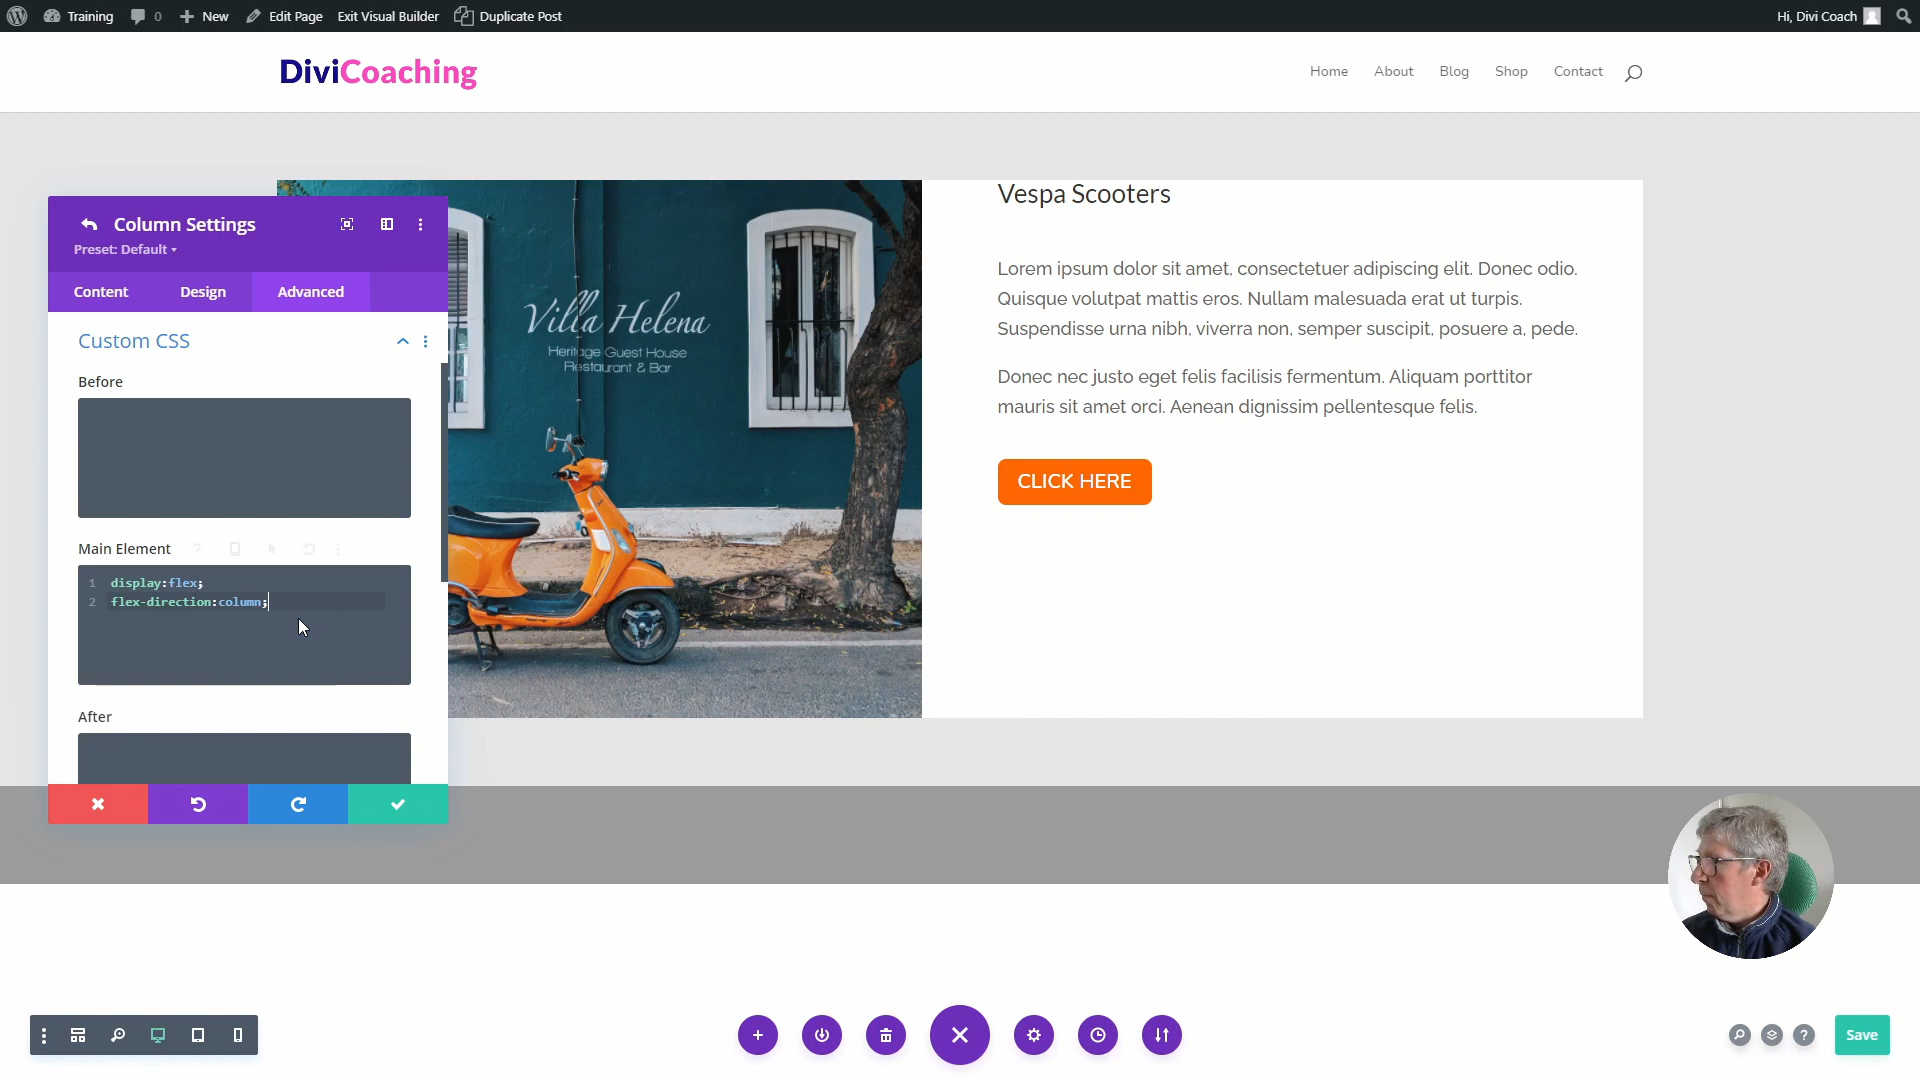 Training
0
New
Edit Page
Exit Visual Builder
Duplicate Post
Hi, Divi Coach
DiviCoaching
Home
About
Blog
Shop
Contact
Column Settings
Preset: Default
Content
Design
Advanced
Custom CSS
Before
Main Element
?
1 display:flex;
2 flex-direction:column;
After
Villa Helena
Heritage Guest House
Restaurant & Bar
Vespa Scooters
Lorem ipsum dolor sit amet, consectetuer adipiscing elit. Donec odio.
Quisque volutpat mattis eros. Nullam malesuada erat ut turpis.
Suspendisse urna nibh, viverra non, semper suscipit, posuere a, pede.
Donec nec justo eget felis facilisis fermentum. Aliquam porttitor
mauris sit amet orci. Aenean dignissim pellentesque felis.
CLICK HERE
?
Save